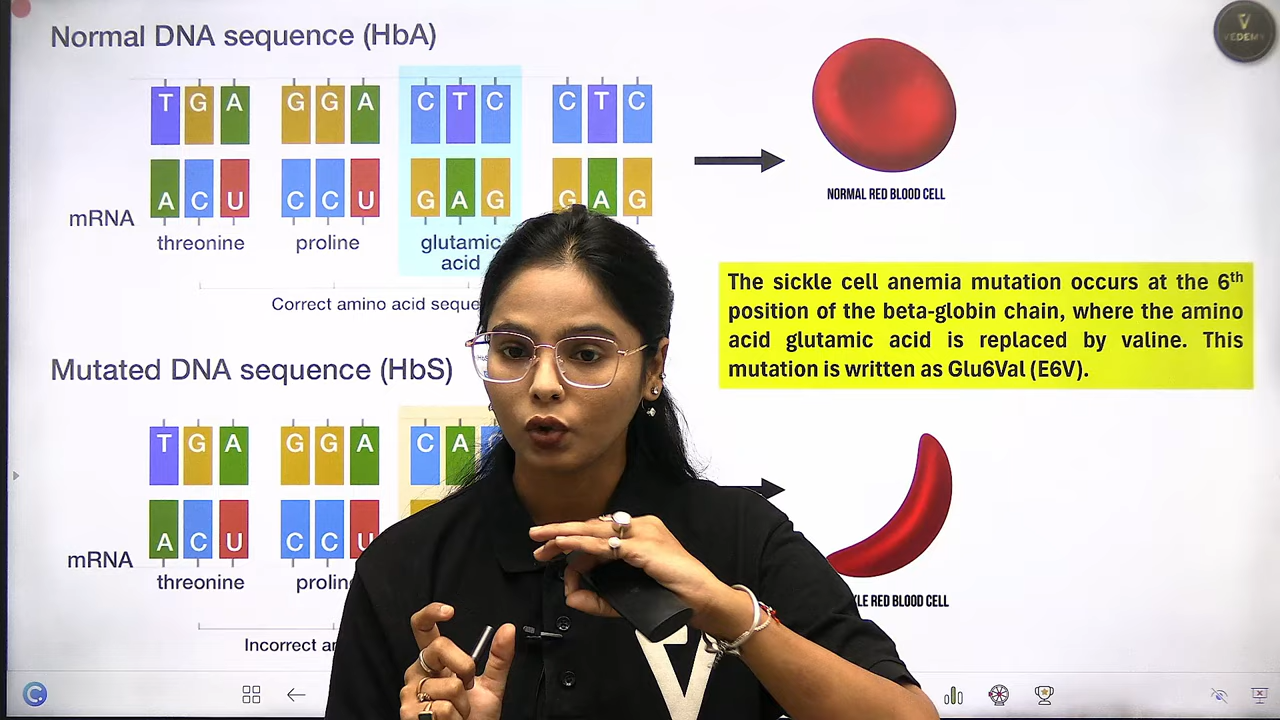 Normal DNA sequence (HbA)
VEDEMY
T G A G G A C T C C T C
A C U C C U G A G G A G
mRNA
threonine proline glutamic
acid
Correct amino acid
NORMAL RED BLOOD CELL
The sickle cell anemia mutation occurs at the 6th
position of the beta-globin chain, where the amino
acid glutamic acid is replaced by valine. This
mutation is written as Glu6Val (E6V).
Mutated DNA sequence (HbS)
T G A G G A C A
A C U C C U
mRNA
threonine
Incorrect
RED BLOOD CELL